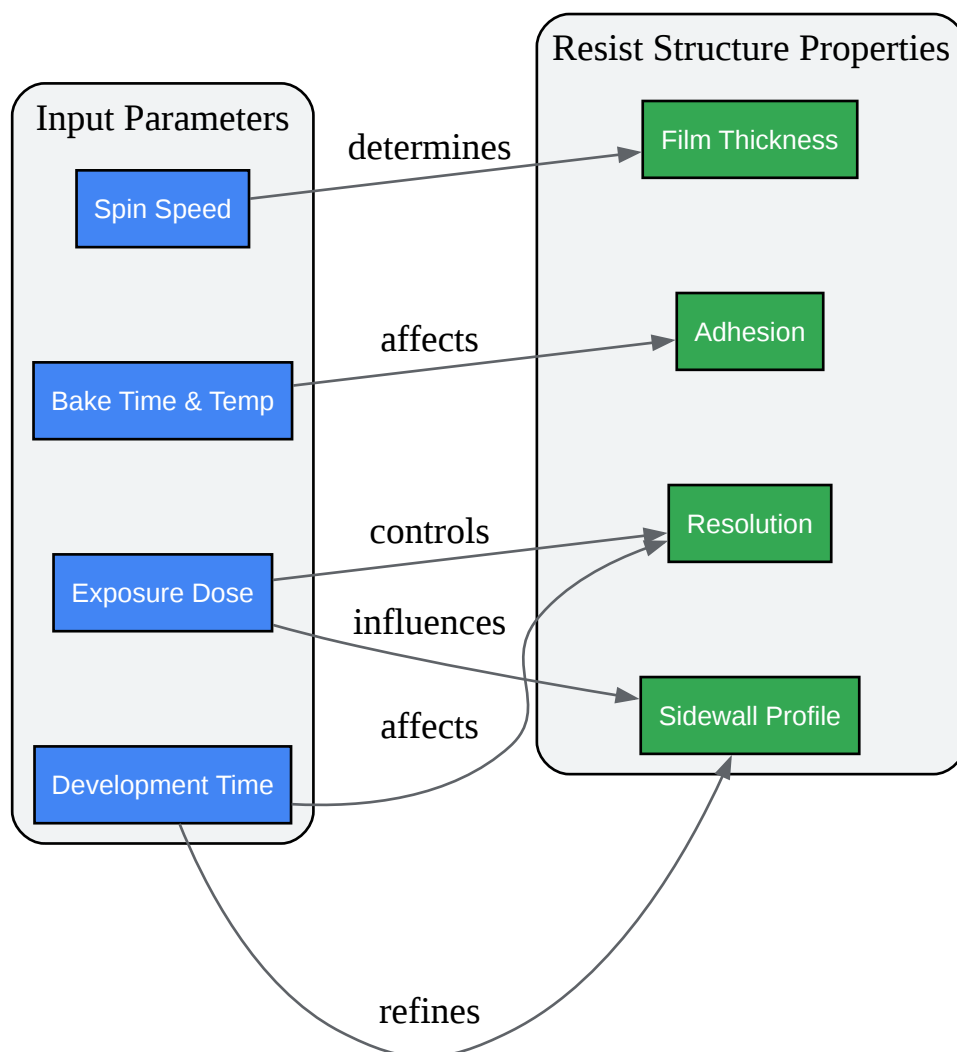 Resist Structure Properties
Input Parameters
determines
Film Thickness
Spin Speed
affects
Adhesion
Bake Time & Temp
controls
Resolution
Exposure Dose
influences
Sidewall Profile
affects
Development Time
refines